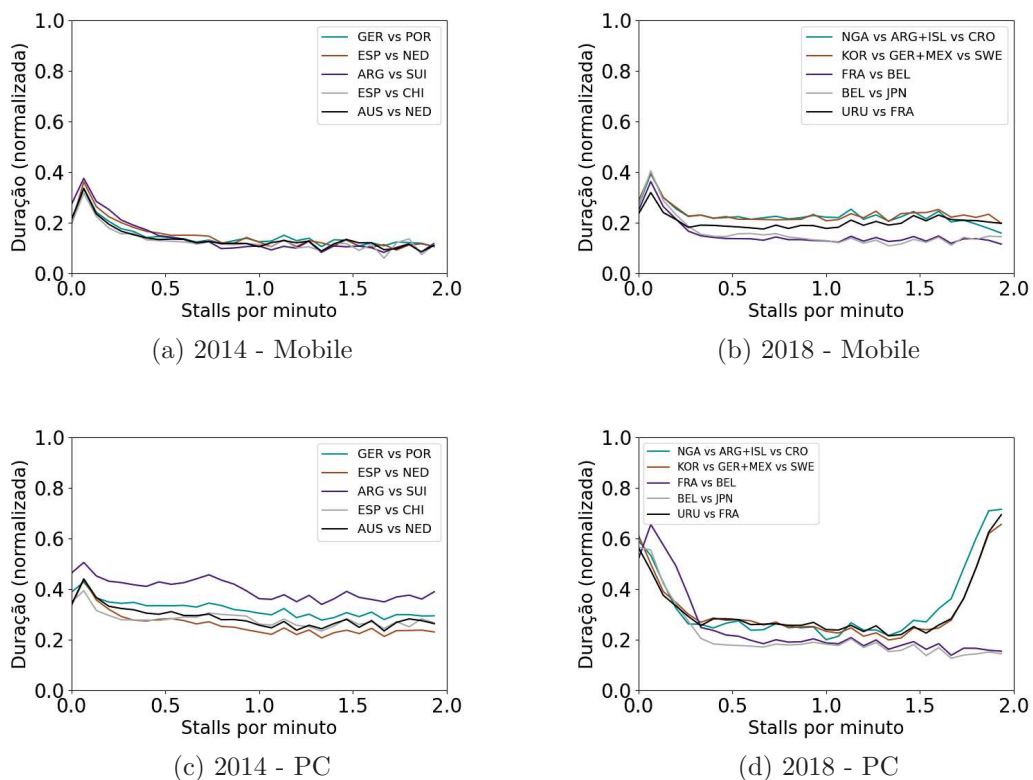 1.0
0.8
0.6
0.4
0.2
0.0
Duração (normalizada)
GER vs POR
ESP vs NED
ARG vs SUI
ESP vs CHI
AUS vs NED
0.0 0.5 1.0 1.5 2.0
Stalls por minuto
(a) 2014 - Mobile
1.0
0.8
0.6
0.4
0.2
0.0
Duração (normalizada)
NGA vs ARG+ISL vs CRO
KOR vs GER+MEX vs SWE
FRA vs BEL
BEL vs JPN
URU vs FRA
0.0 0.5 1.0 1.5 2.0
Stalls por minuto
(b) 2018 - Mobile
1.0
0.8
0.6
0.4
0.2
0.0
Duração (normalizada)
GER vs POR
ESP vs NED
ARG vs SUI
ESP vs CHI
AUS vs NED
0.0 0.5 1.0 1.5 2.0
Stalls por minuto
(c) 2014 - PC
1.0
0.8
0.6
0.4
0.2
0.0
Duração (normalizada)
NGA vs ARG+ISL vs CRO
KOR vs GER+MEX vs SWE
FRA vs BEL
BEL vs JPN
URU vs FRA
0.0 0.5 1.0 1.5 2.0
Stalls por minuto
(d) 2018 - PC